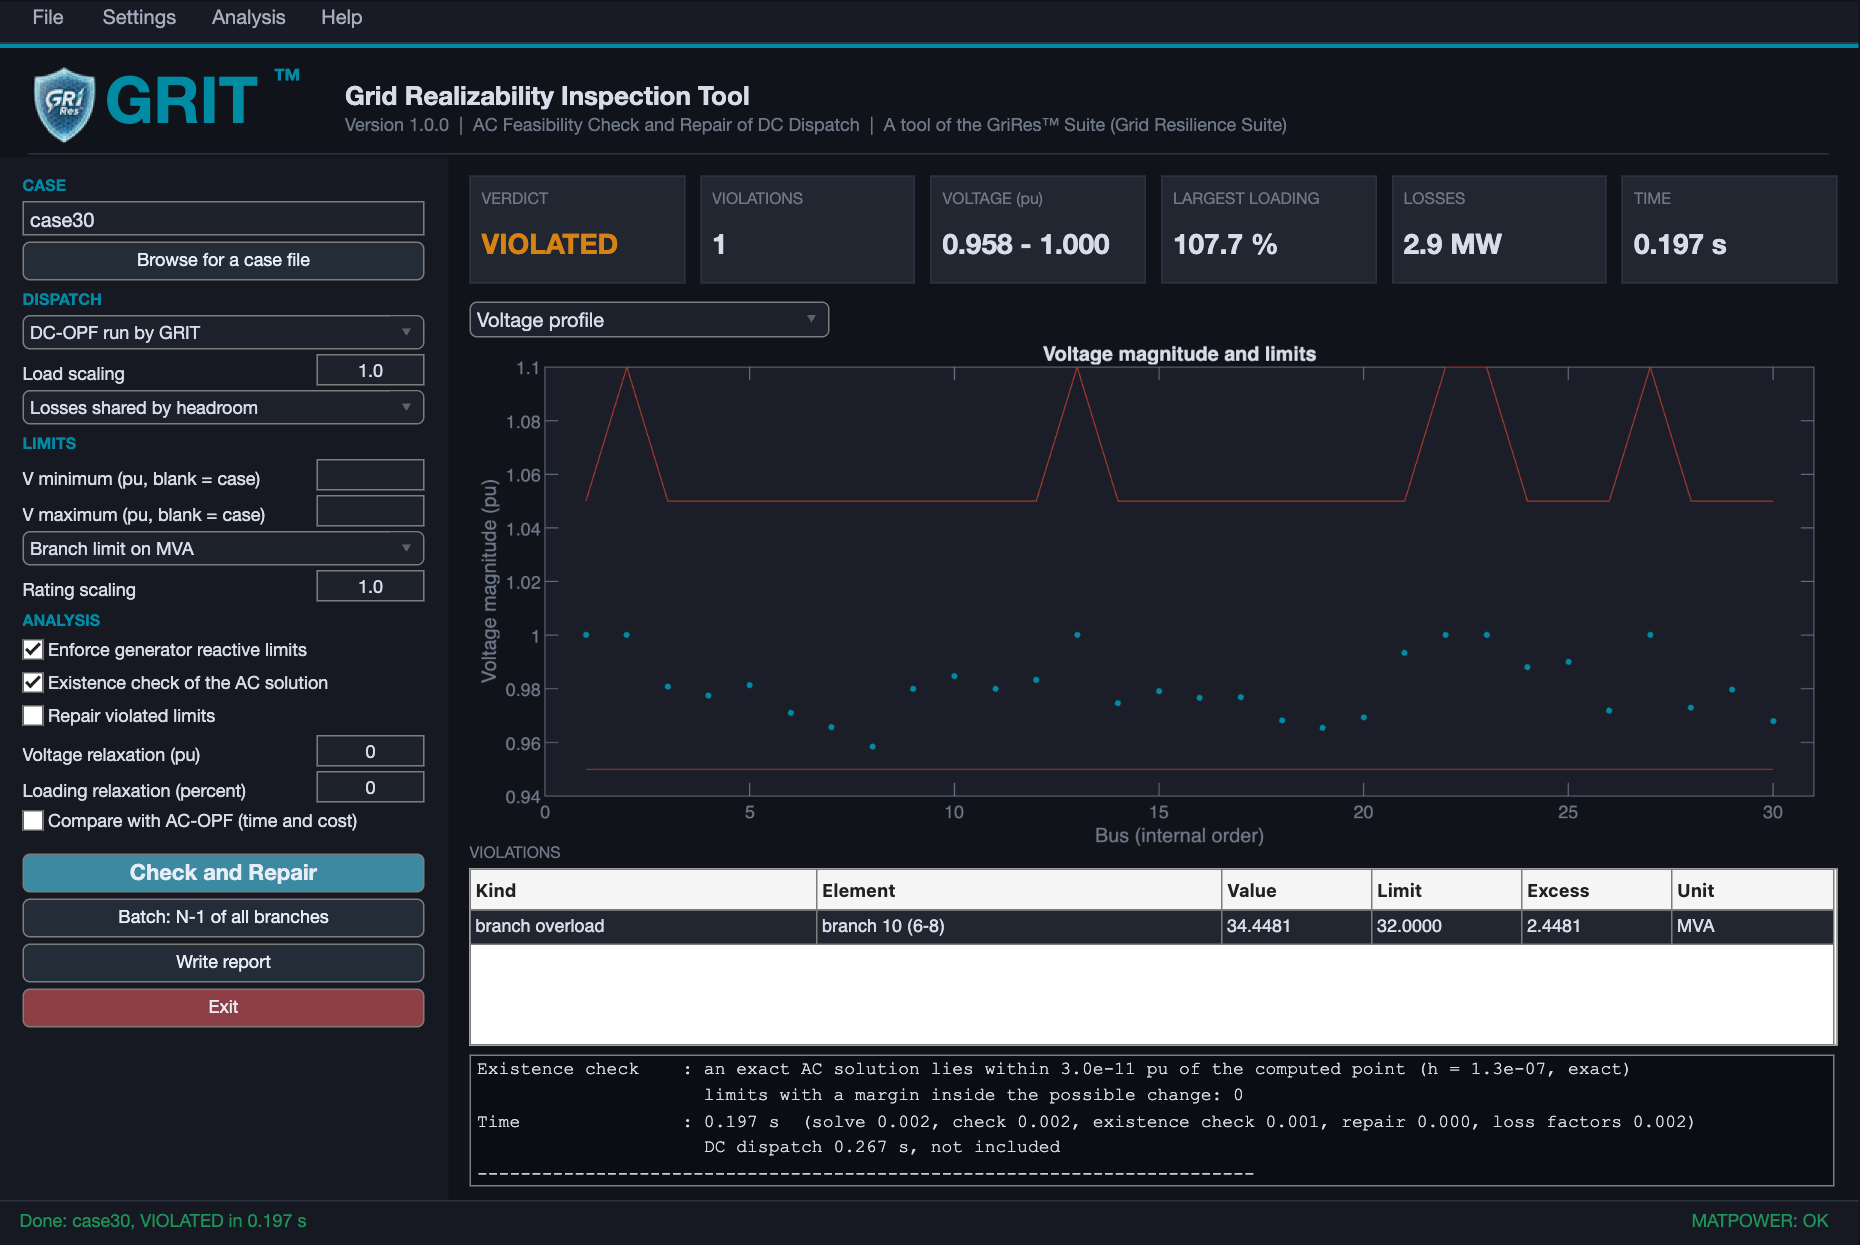 File Settings Analysis Help
GRi
Res
GRIT™
Grid Realizability Inspection Tool
Version 1.0.0 | AC Feasibility Check and Repair of DC Dispatch | A tool of the GriRes™ Suite (Grid Resilience Suite)
CASE
case30
Browse for a case file
DISPATCH
DC-OPF run by GRIT
Load scaling 1.0
Losses shared by headroom
LIMITS
V minimum (pu, blank = case)
V maximum (pu, blank = case)
Branch limit on MVA
Rating scaling 1.0
ANALYSIS
Enforce generator reactive limits
Existence check of the AC solution
Repair violated limits
Voltage relaxation (pu) 0
Loading relaxation (percent) 0
Compare with AC-OPF (time and cost)
Check and Repair
Batch: N-1 of all branches
Write report
Exit
VERDICT
VIOLATED
VIOLATIONS
1
VOLTAGE (pu)
0.958 - 1.000
LARGEST LOADING
107.7 %
LOSSES
2.9 MW
TIME
0.197 s
Voltage profile
Voltage magnitude and limits
Voltage magnitude (pu)
1.1
1.08
1.06
1.04
1.02
1
0.98
0.96
0.94
0 5 10 15 20 25 30
Bus (internal order)
VIOLATIONS
Kind Element Value Limit Excess Unit
branch overload branch 10 (6-8) 34.4481 32.0000 2.4481 MVA
Existence check : an exact AC solution lies within 3.0e-11 pu of the computed point (h = 1.3e-07, exact)
limits with a margin inside the possible change: 0
Time : 0.197 s (solve 0.002, check 0.002, existence check 0.001, repair 0.000, loss factors 0.002)
DC dispatch 0.267 s, not included
------------------------------------------------------------------------
Done: case30, VIOLATED in 0.197 s
MATPOWER: OK